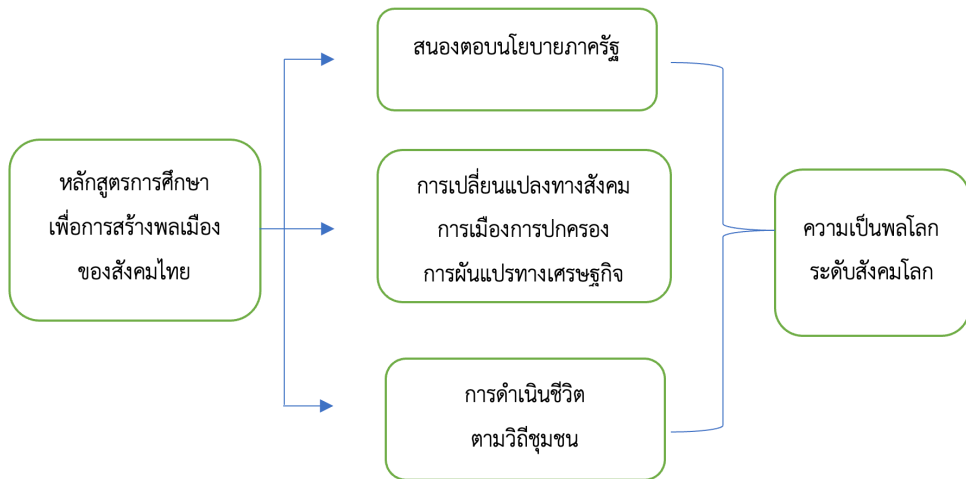 หลักสูตรการศึกษา
เพื่อการสร้างพลเมือง
ของสังคมไทย
สนองตอบนโยบายภาครัฐ
การเปลี่ยนแปลงทางสังคม
การเมืองการปกครอง
การผันแปรทางเศรษฐกิจ
การดำเนินชีวิต
ตามวิถีชุมชน
ความเป็นพลโลก
ระดับสังคมโลก